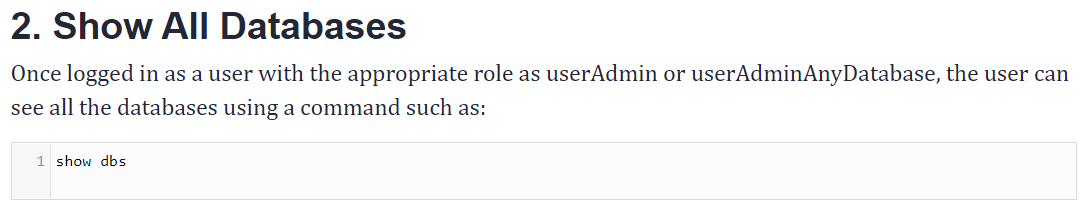 2. Show All Databases
Once logged in as a user with the appropriate role as userAdmin or userAdminAnyDatabase, the user can
see all the databases using a command such as:
1 show dbs